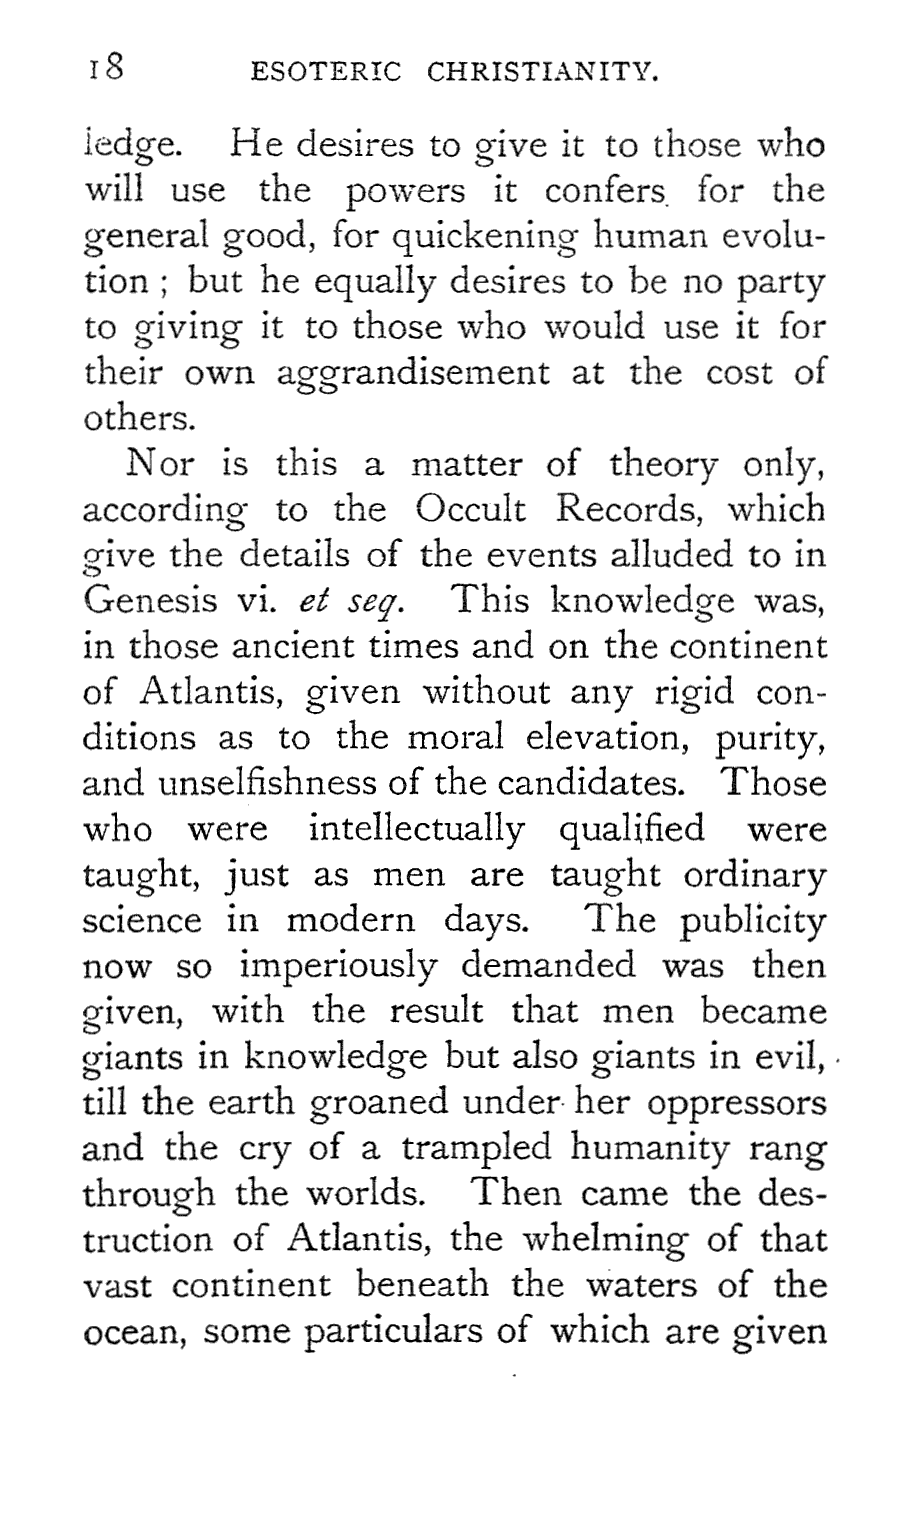 18 ESOTERIC CHRISTIANITY.
ledge. He desires to give it to those who
will use the powers it confers. for the
general good, for quickening human evolu-
tion ; but he equally desires to be no party
to giving it to those who would use it for
their own aggrandisement at the cost of
others.
Nor is this a matter of theory only,
according to the Occult Records, which
give the details of the events alluded to in
Genesis vi. et seq. This knowledge was,
in those ancient times and on the continent
of Atlantis, given without any rigid con-
ditions as to the moral elevation, purity,
and unselfishness of the candidates. Those
who were intellectually qualified were
taught, just as men are taught ordinary
science in modern days. The publicity
now so imperiously demanded was then
given, with the result that men became
giants in knowledge but also giants in evil,
till the earth groaned under her oppressors
and the cry of a trampled humanity rang
through the worlds. Then came the des-
truction of Atlantis, the whelming of that
vast continent beneath the waters of the
ocean, some particulars of which are given